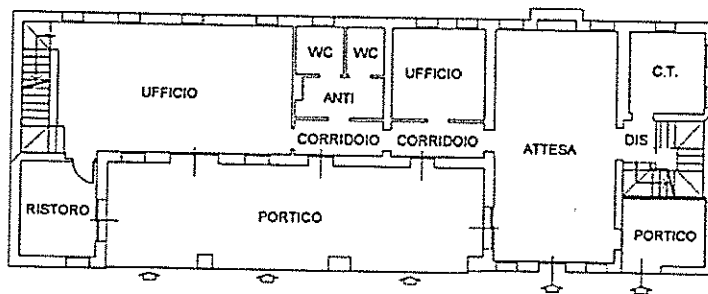 WC
WC
UFFICIO
C.T.
UFFICIO
ANTI
CORRIDOIO
CORRIDOIO
ATTESA
DIS
RISTORO
PORTICO
PORTICO